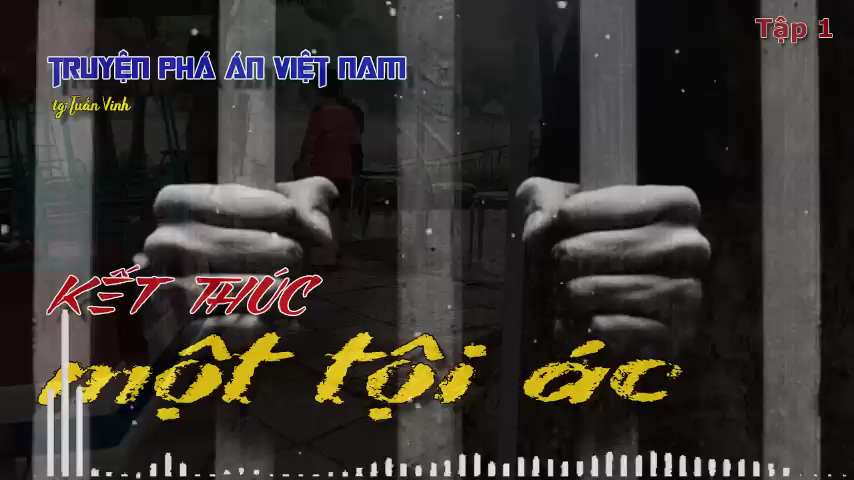 Tập 1
TRUYỆN PHÁ ÁN VIỆT NAM
tg Tuấn Vinh
KẾT THÚC
một tội ác